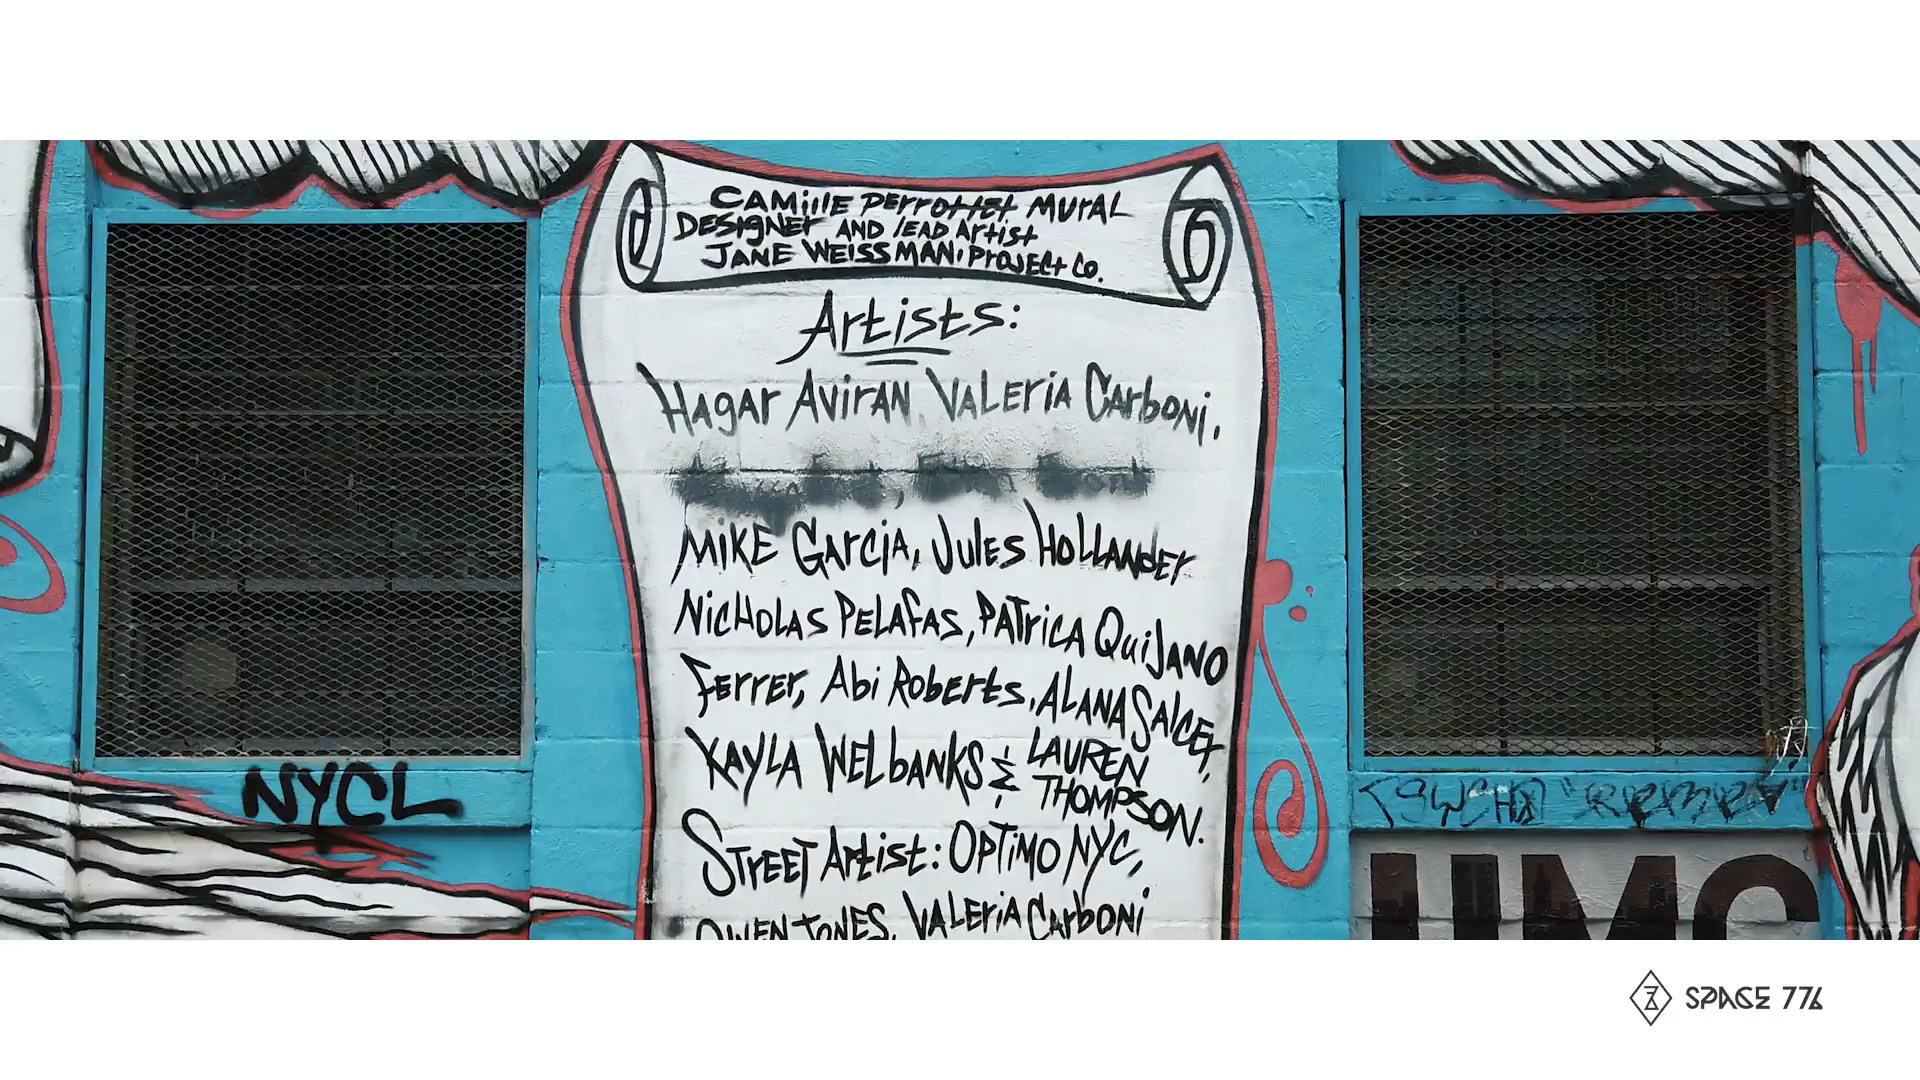 CAMillE PERROTTET MURAL
DESIGNER AND lEAD Artist
JANE WEISSMAN, PROJECT CO.
Artists:
Hagar AVIRAN, VALERIA Carboni,
MIKE Garcia, Jules HOLLANDER
NICHOLAS PELAFAS, PATRICA QuiJANO
Ferrer, Abi Roberts, ALANA SALCER,
KAYLA WELBANKS & LAUREN
THOMPSON.
STREET Artist: OPTIMO NYC,
OWEN JONES, VALERIA Carboni
NYCL
UMC
SPACE 776